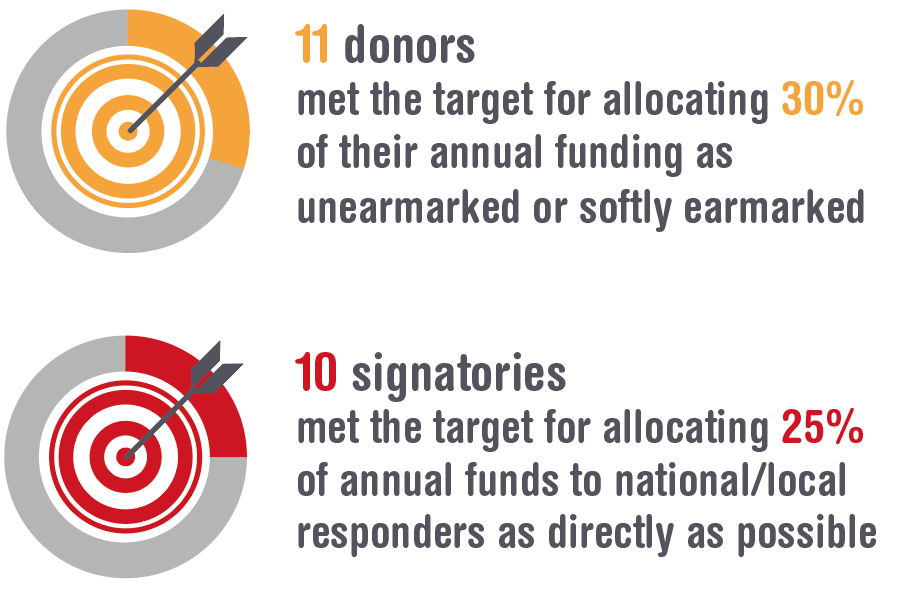 11 donors
met the target for allocating 30%
of their annual funding as
unearmarked or softly earmarked
10 signatories
met the target for allocating 25%
of annual funds to national/local
responders as directly as possible